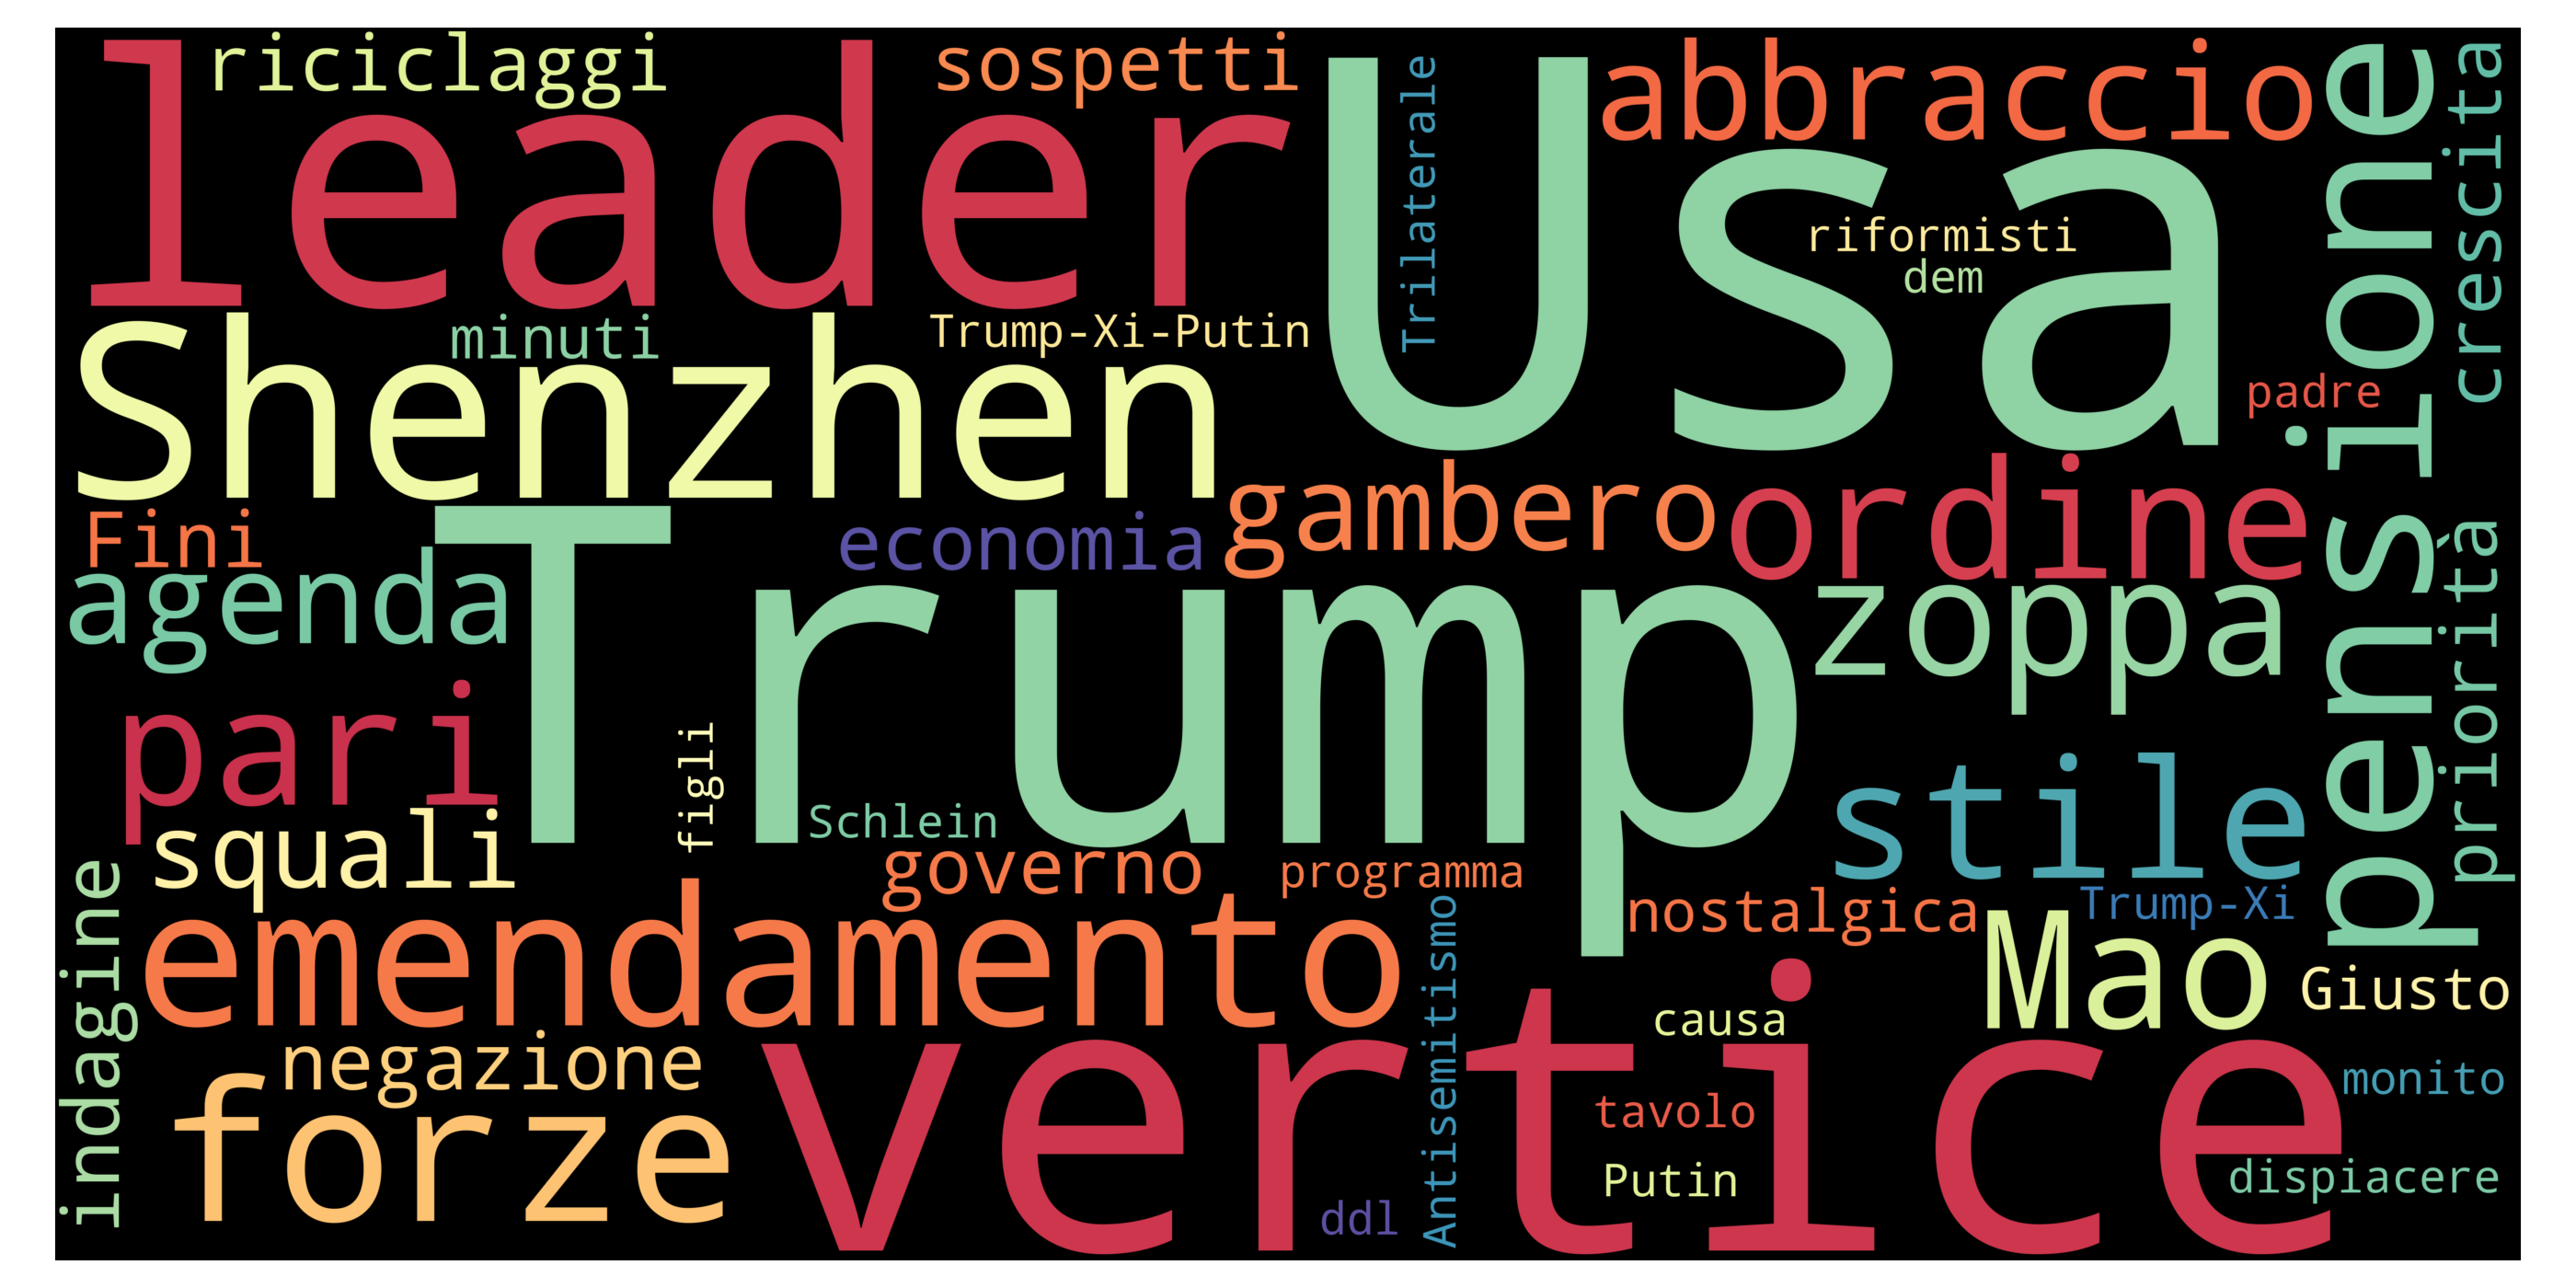 riciclaggi
sospetti
leader
Usa
Trilaterale
abbraccio
pensione
crescita
riformisti
dem
minuti
Trump-Xi-Putin
Shenzhen
padre
Fini
economia
gambero
ordine
agenda
Trump
zoppa
priorità
pari
figli
Schlein
stile
squali
governo
programma
nostalgica
Trump-Xi
indagine
emendamento
Antisemitismo
Mao
Giusto
negazione
forze
vertice
causa
monito
tavolo
Putin
dispiacere
ddl